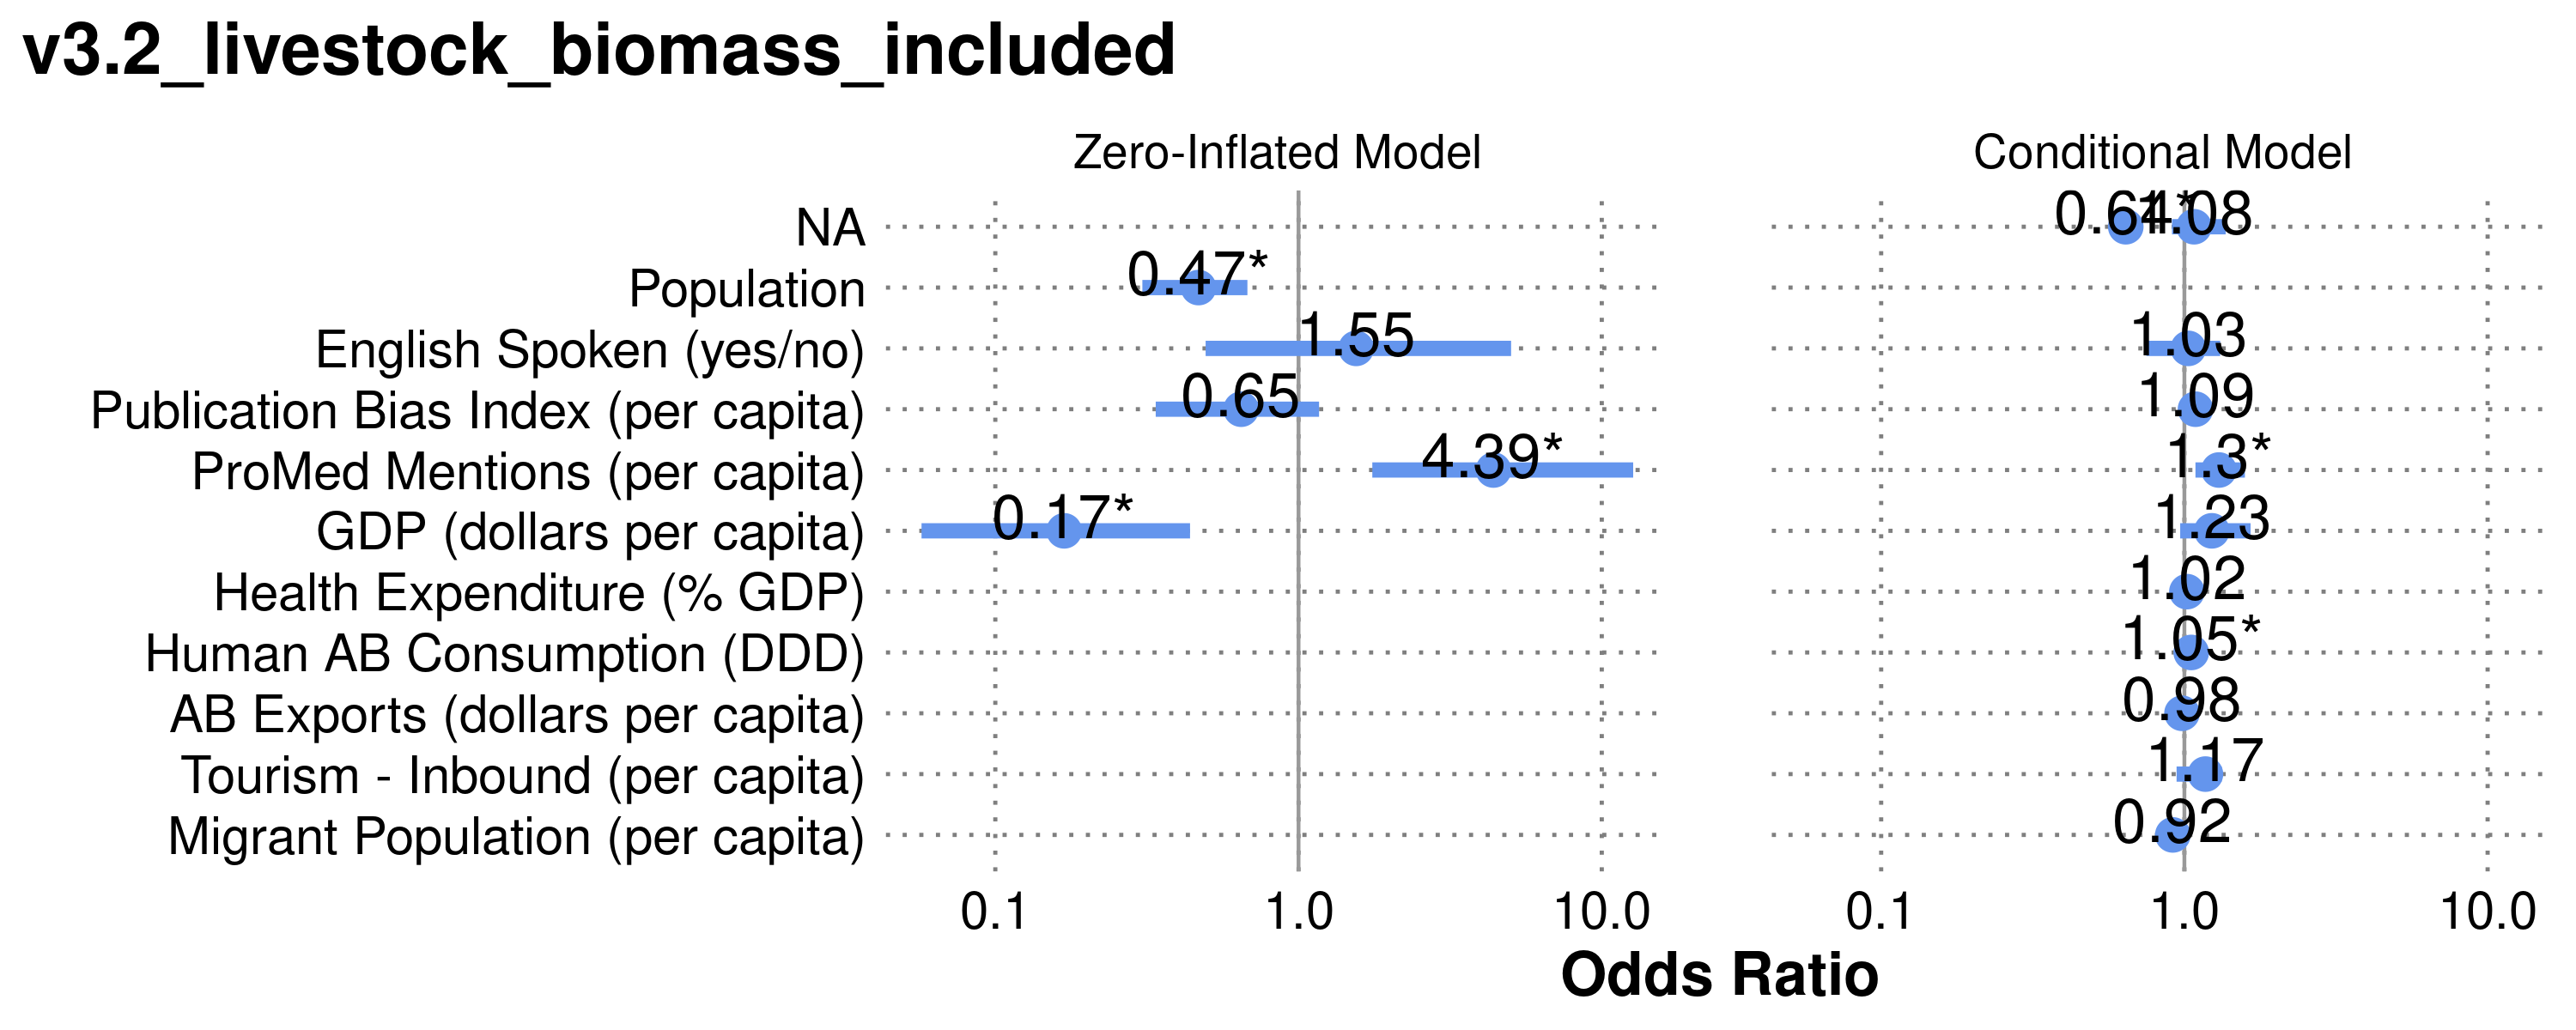 v3.2_livestock_biomass_included
Zero-Inflated Model
Conditional Model
NA
0.64*
1.08
Population
0.47*
English Spoken (yes/no)
1.55
1.03
Publication Bias Index (per capita)
0.65
1.09
ProMed Mentions (per capita)
4.39*
1.3*
GDP (dollars per capita)
0.17*
1.23
Health Expenditure (% GDP)
1.02
Human AB Consumption (DDD)
1.05*
AB Exports (dollars per capita)
0.98
Tourism - Inbound (per capita)
1.17
Migrant Population (per capita)
0.92
0.1
1.0
10.0
0.1
1.0
10.0
Odds Ratio